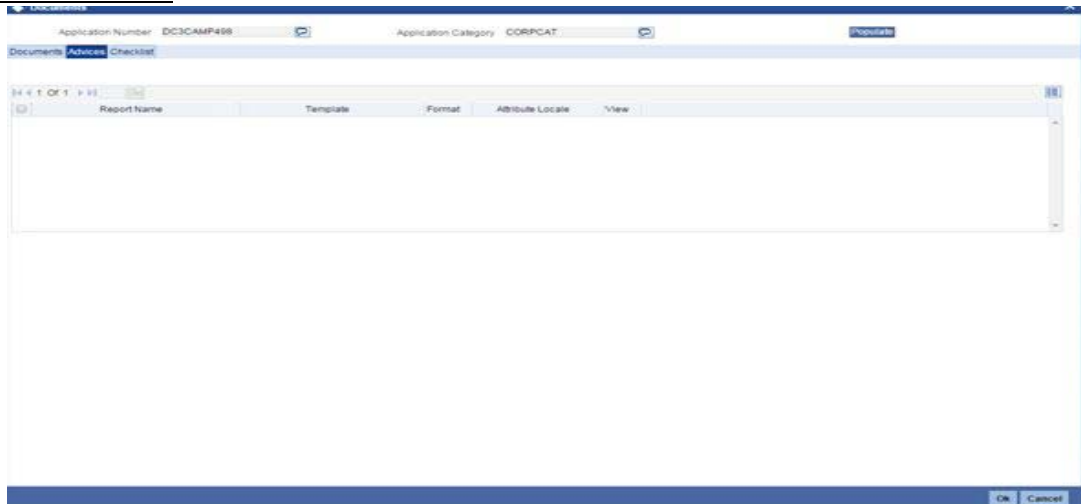 Documents
Application Number DC3CAMP498 Application Category CORPCAT Populate
Documents Advices Checklist
1 Of 1
Report Name Template Format Attribute Locale View
Ok Cancel